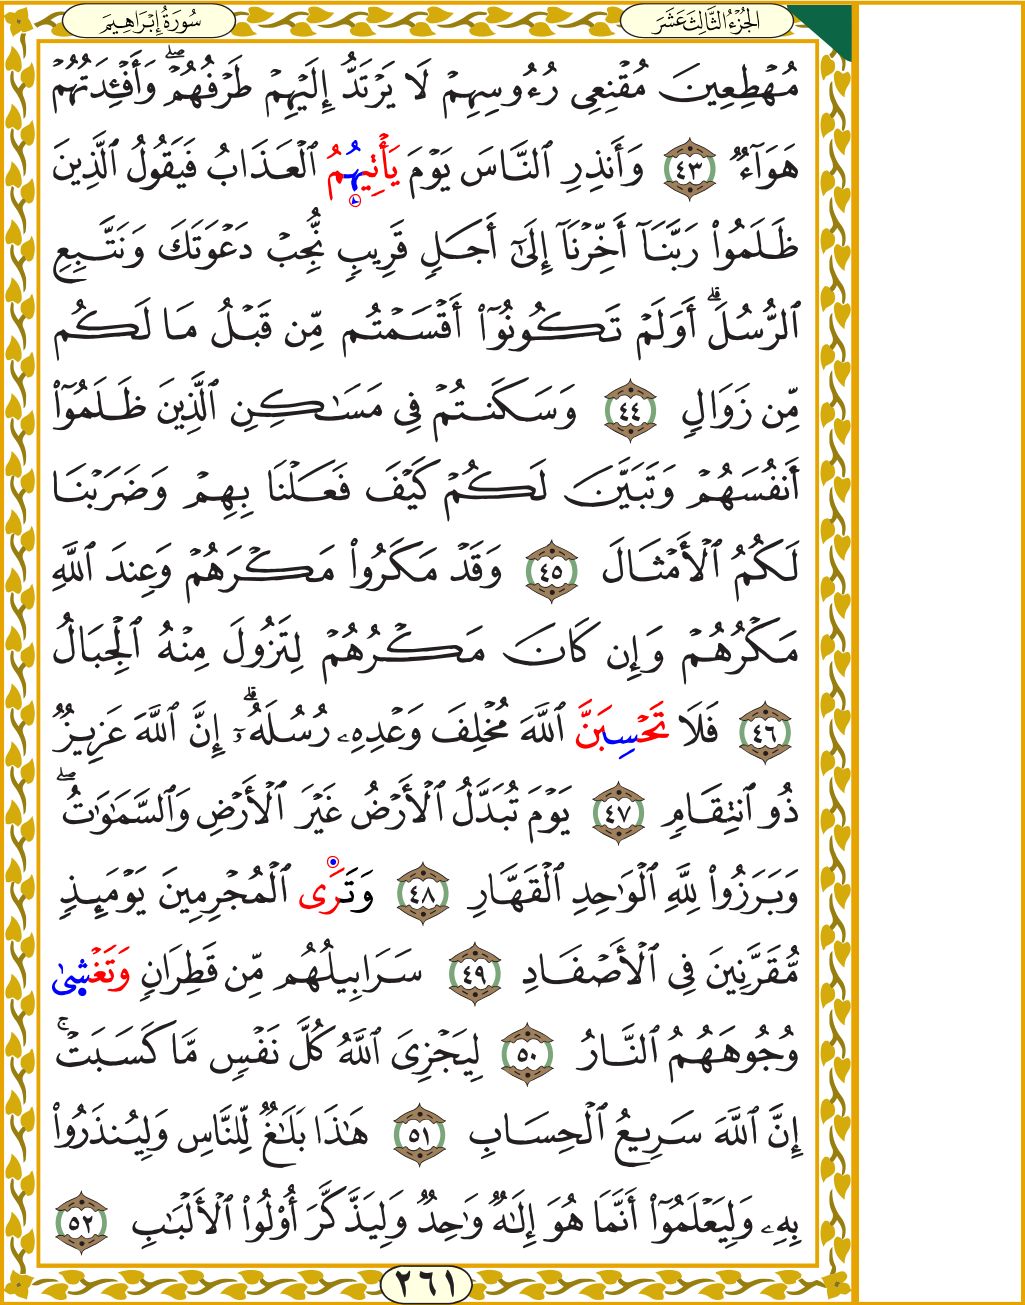 الجُزْءُ الثَّالِثَ عَشَرَ
سُورَةُ إِبْرَاهِيمَ
مُهْطِعِينَ مُقْنِعِى رُءُوسِهِمْ لَا يَرْتَدُّ إِلَيْهِمْ طَرْفُهُمْ ۖ وَأَفْـِٔدَتُهُمْ
هَوَآءٌ ٤٣ وَأَنذِرِ ٱلنَّاسَ يَوْمَ يَأْتِيهِمُ ٱلْعَذَابُ فَيَقُولُ ٱلَّذِينَ
ظَلَمُوا۟ رَبَّنَآ أَخِّرْنَآ إِلَىٰٓ أَجَلٍ قَرِيبٍ نُّجِبْ دَعْوَتَكَ وَنَتَّبِعِ
ٱلرُّسُلَ ۗ أَوَلَمْ تَكُونُوٓا۟ أَقْسَمْتُم مِّن قَبْلُ مَا لَكُم
مِّن زَوَالٍ ٤٤ وَسَكَنتُمْ فِى مَسَـٰكِنِ ٱلَّذِينَ ظَلَمُوٓا۟
أَنفُسَهُمْ وَتَبَيَّنَ لَكُمْ كَيْفَ فَعَلْنَا بِهِمْ وَضَرَبْنَا
لَكُمُ ٱلْأَمْثَالَ ٤٥ وَقَدْ مَكَرُوا۟ مَكْرَهُمْ وَعِندَ ٱللَّهِ
مَكْرُهُمْ وَإِن كَانَ مَكْرُهُمْ لِتَزُولَ مِنْهُ ٱلْجِبَالُ
٤٦ فَلَا تَحْسِبَنَّ ٱللَّهَ مُخْلِفَ وَعْدِهِۦ رُسُلَهُۥٓ ۗ إِنَّ ٱللَّهَ عَزِيزٌ
ذُو ٱنتِقَامٍ ٤٧ يَوْمَ تُبَدَّلُ ٱلْأَرْضُ غَيْرَ ٱلْأَرْضِ وَٱلسَّمَـٰوَٰتُ ۖ
وَبَرَزُوا۟ لِلَّهِ ٱلْوَٰحِدِ ٱلْقَهَّارِ ٤٨ وَتَرَى ٱلْمُجْرِمِينَ يَوْمَئِذٍ
مُّقَرَّنِينَ فِى ٱلْأَصْفَادِ ٤٩ سَرَابِيلُهُم مِّن قَطِرَانٍ وَتَغْشَىٰ
وُجُوهَهُمُ ٱلنَّارُ ٥٠ لِيَجْزِىَ ٱللَّهُ كُلَّ نَفْسٍ مَّا كَسَبَتْ ۚ
إِنَّ ٱللَّهَ سَرِيعُ ٱلْحِسَابِ ٥١ هَـٰذَا بَلَـٰغٌ لِّلنَّاسِ وَلِيُنذَرُوا۟
بِهِۦ وَلِيَعْلَمُوٓا۟ أَنَّمَا هُوَ إِلَـٰهٌ وَٰحِدٌ وَلِيَذَّكَّرَ أُو۟لُوا۟ ٱلْأَلْبَـٰبِ ٥٢
٢٦١